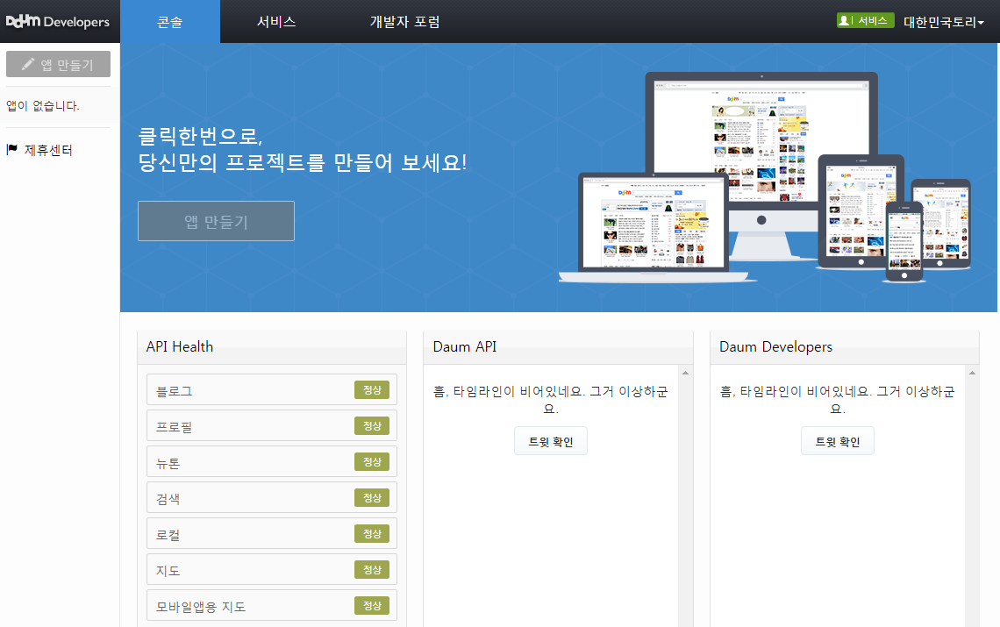 Daum Developers
콘솔
서비스
개발자 포럼
서비스
대한민국토리
앱 만들기
앱이 없습니다.
제휴센터
클릭한번으로,
당신만의 프로젝트를 만들어 보세요!
앱 만들기
API Health
블로그 정상
프로필 정상
뉴톤 정상
검색 정상
로컬 정상
지도 정상
모바일앱용 지도 정상
Daum API
흠, 타임라인이 비어있네요. 그거 이상하군
요.
트윗 확인
Daum Developers
흠, 타임라인이 비어있네요. 그거 이상하군
요.
트윗 확인